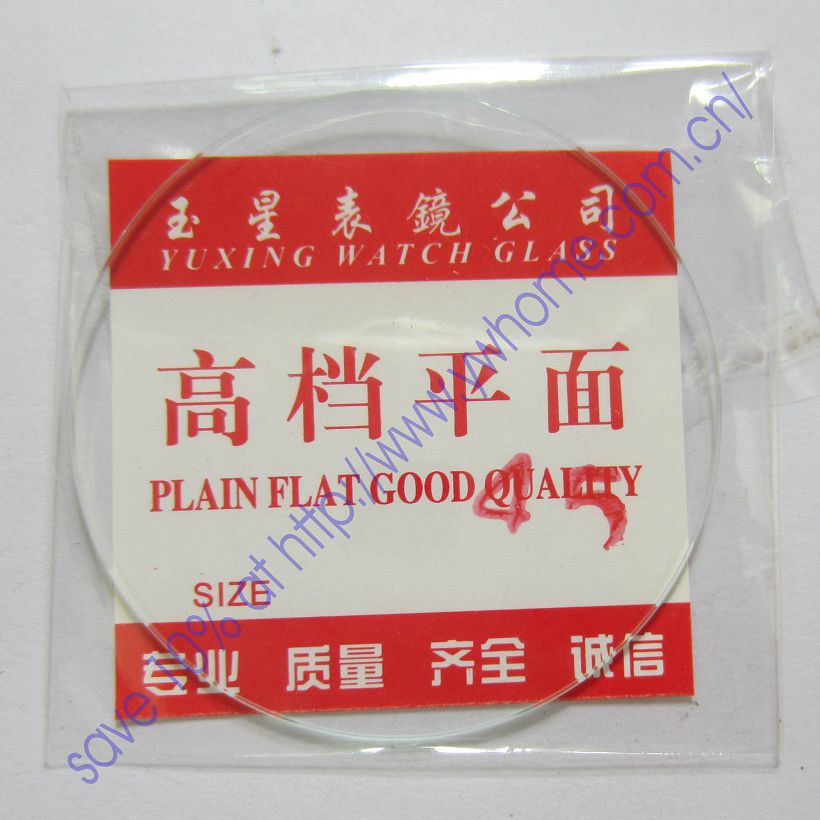 玉星表鏡公司
YUXING WATCH GLASS
高档平面
PLAIN FLAT GOOD QUALITY
45
SIZE
专业 质量 齐全 诚信
save 10% at http://www.ywhome.com.cn/